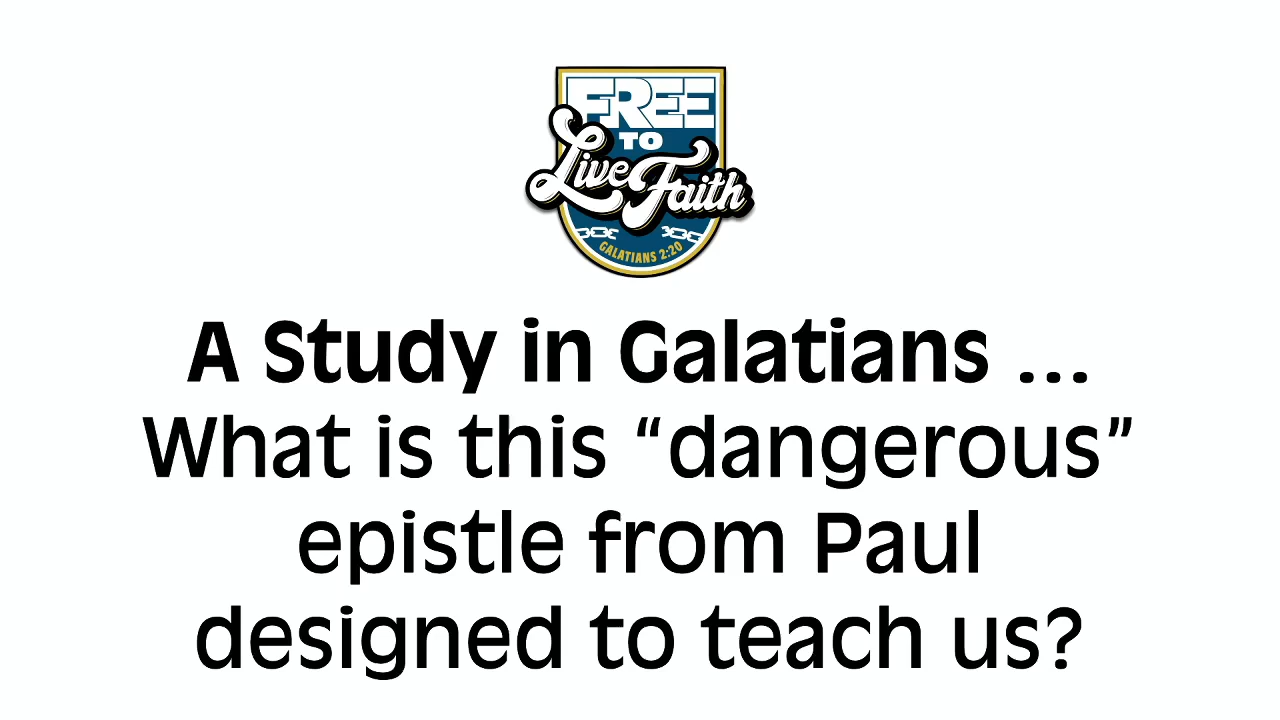 FREE
TO
Live Faith
GALATIANS 2:20
A Study in Galatians ...
What is this “dangerous”
epistle from Paul
designed to teach us?